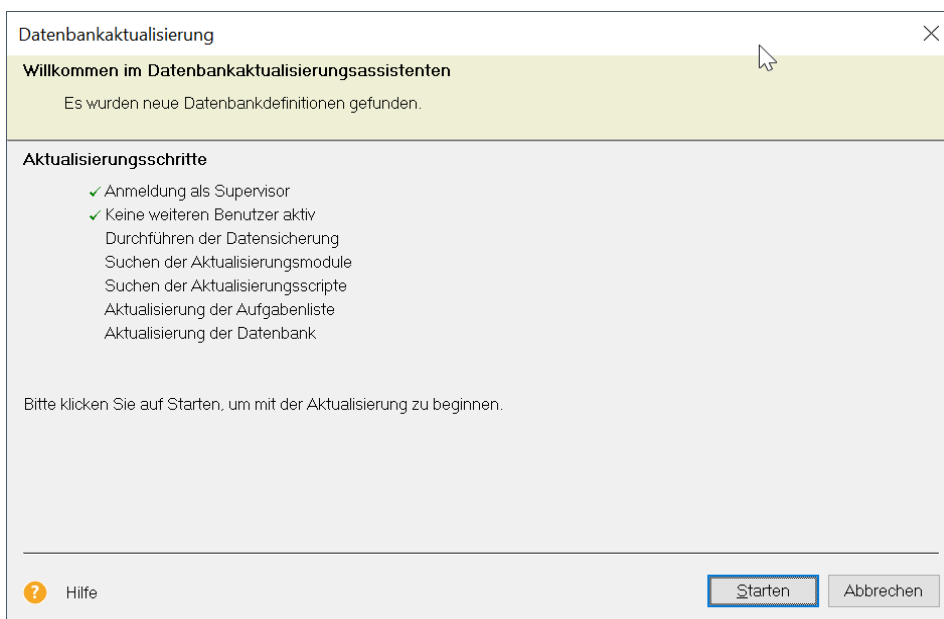 Datenbankaktualisierung
Willkommen im Datenbankaktualisierungsassistenten
Es wurden neue Datenbankdefinitionen gefunden.
Aktualisierungsschritte
Anmeldung als Supervisor
Keine weiteren Benutzer aktiv
Durchführen der Datensicherung
Suchen der Aktualisierungsmodule
Suchen der Aktualisierungsscripte
Aktualisierung der Aufgabenliste
Aktualisierung der Datenbank
Bitte klicken Sie auf Starten, um mit der Aktualisierung zu beginnen.
? Hilfe Starten Abbrechen